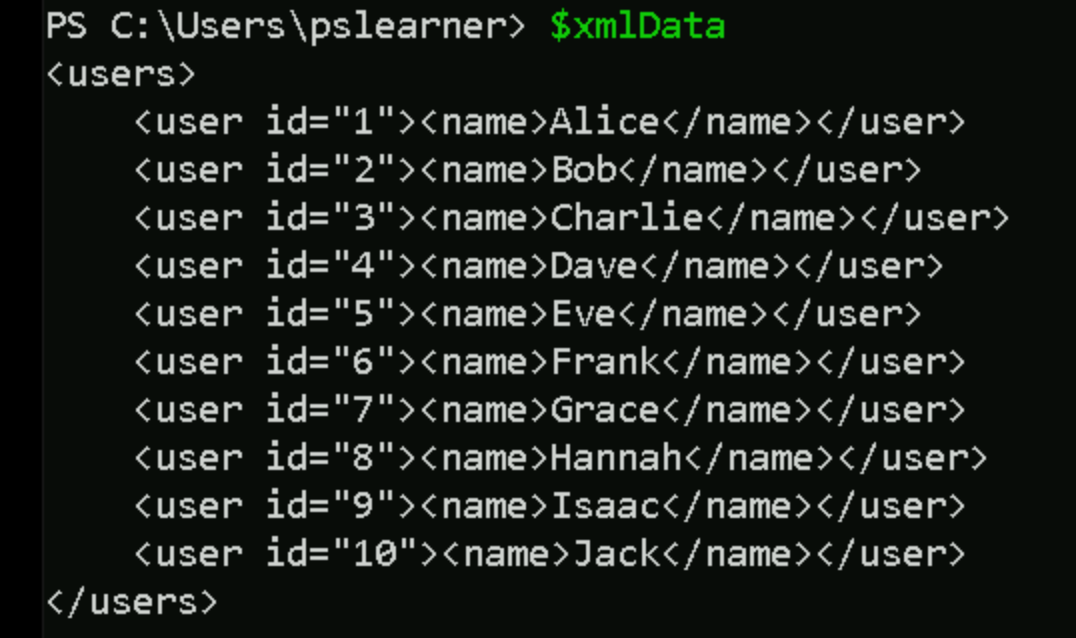 PS C:\Users\pslearner> $xmlData
<users>
    <user id="1"><name>Alice</name></user>
    <user id="2"><name>Bob</name></user>
    <user id="3"><name>Charlie</name></user>
    <user id="4"><name>Dave</name></user>
    <user id="5"><name>Eve</name></user>
    <user id="6"><name>Frank</name></user>
    <user id="7"><name>Grace</name></user>
    <user id="8"><name>Hannah</name></user>
    <user id="9"><name>Isaac</name></user>
    <user id="10"><name>Jack</name></user>
</users>